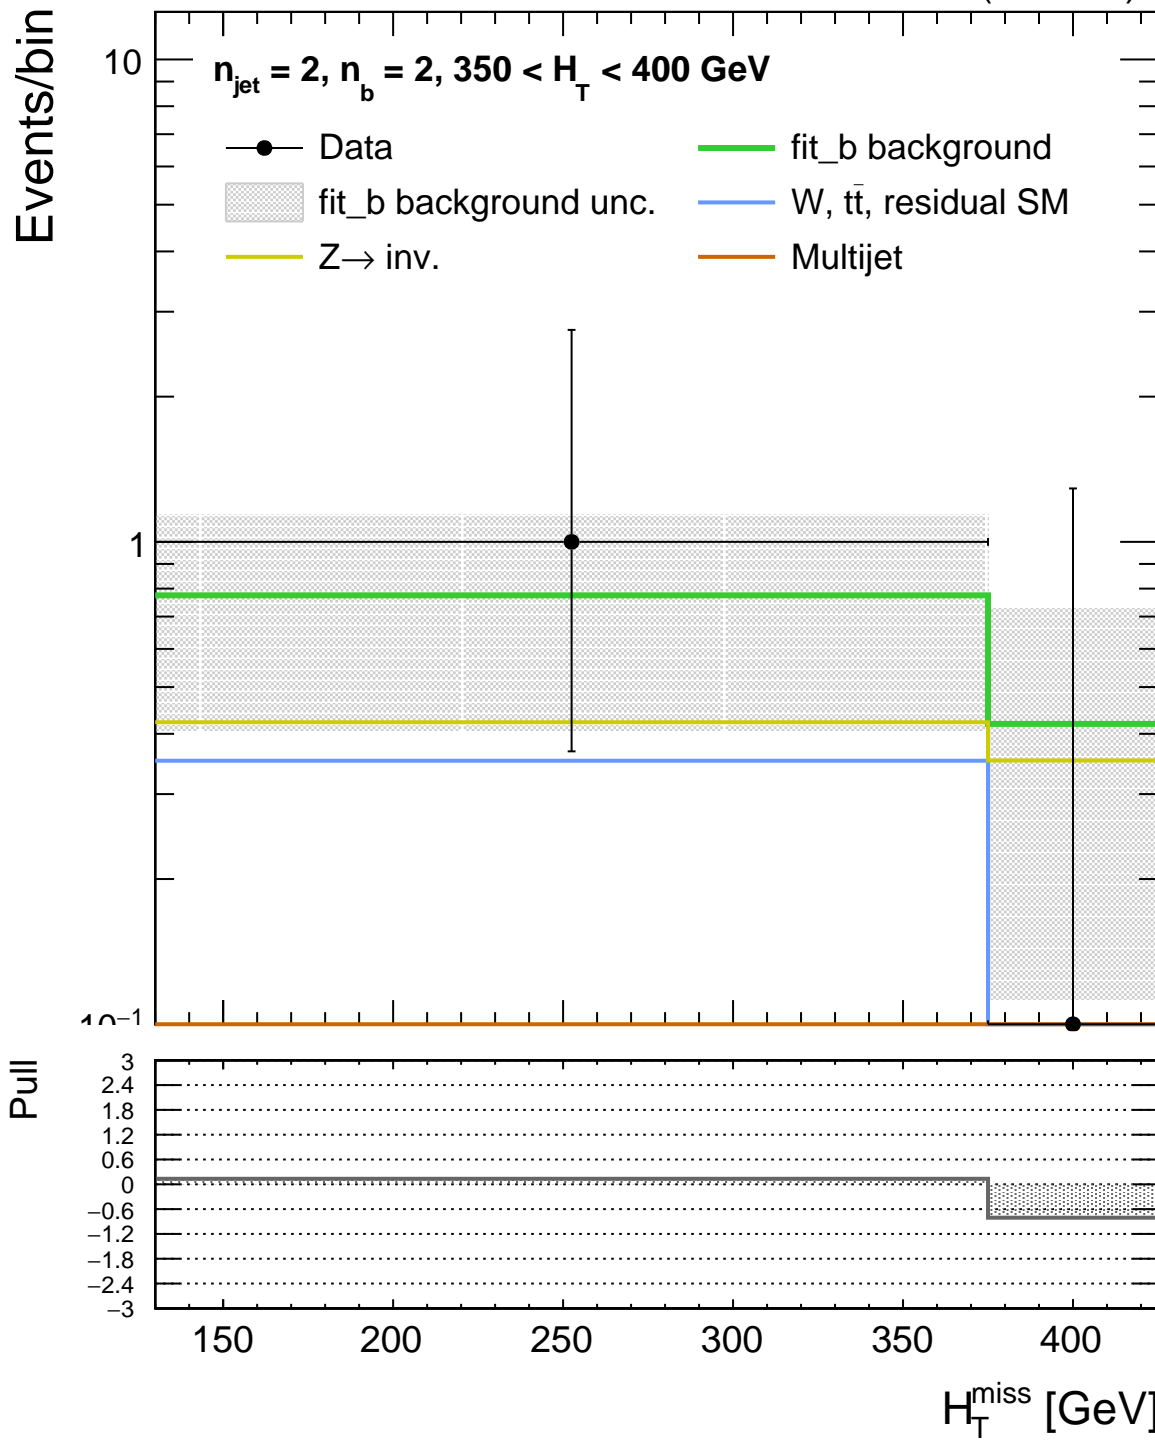 Events/bin
10
n_jet = 2, n_b = 2, 350 < H_T < 400 GeV
Data
fit_b background
fit_b background unc.
W, tt̄, residual SM
Z→ inv.
Multijet
1
10⁻¹
Pull
3
2.4
1.8
1.2
0.6
0
−0.6
−1.2
−1.8
−2.4
−3
150 200 250 300 350 400
H_T^miss [GeV]